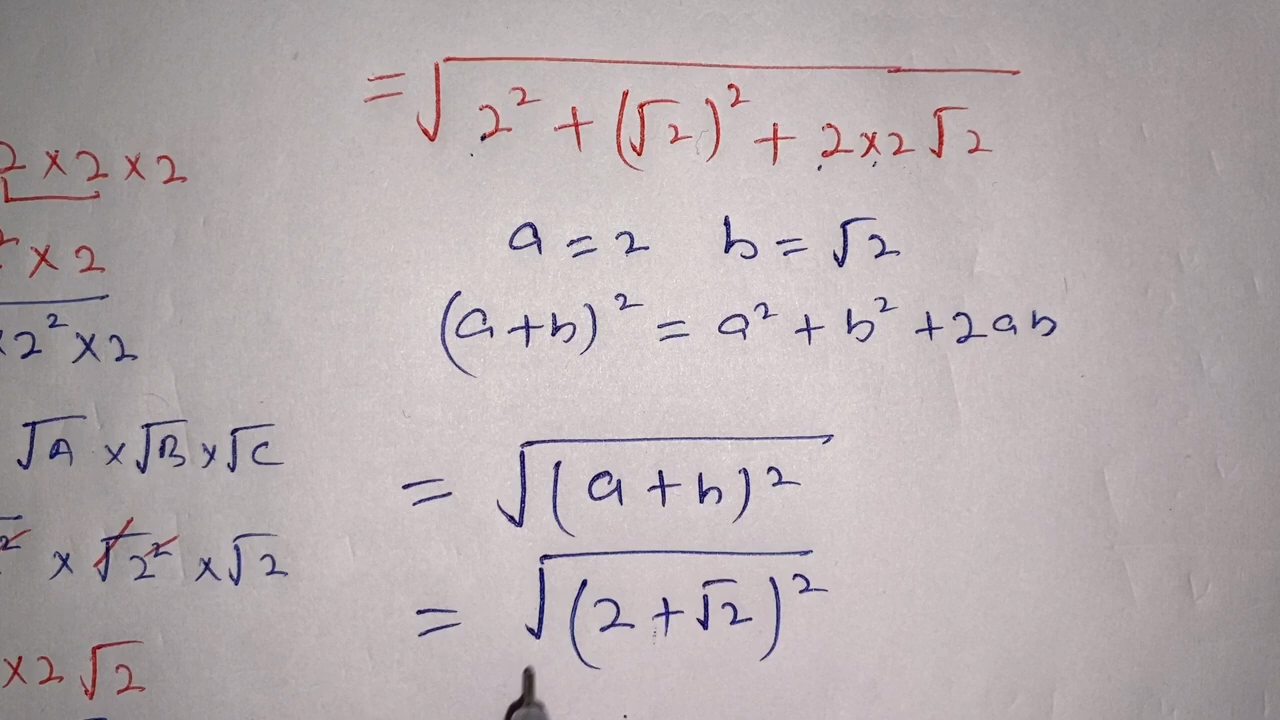 = √(2² + (√2)² + 2×2√2)
a = 2 b = √2
(a+b)² = a² + b² + 2ab
= √((a+b)²)
= √((2+√2)²)
2×2×2
×2
2²×2
√A × √B × √C
× √2² × √2
×2√2